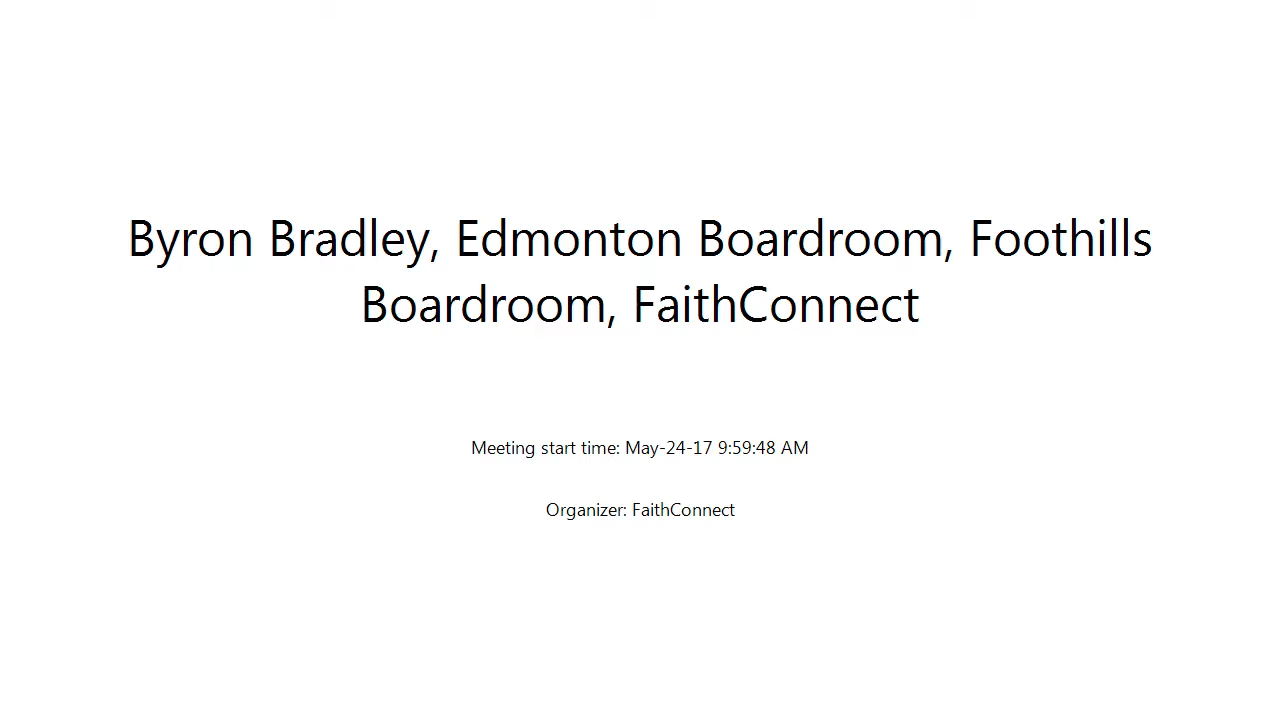 Byron Bradley, Edmonton Boardroom, Foothills
Boardroom, FaithConnect
Meeting start time: May-24-17 9:59:48 AM
Organizer: FaithConnect